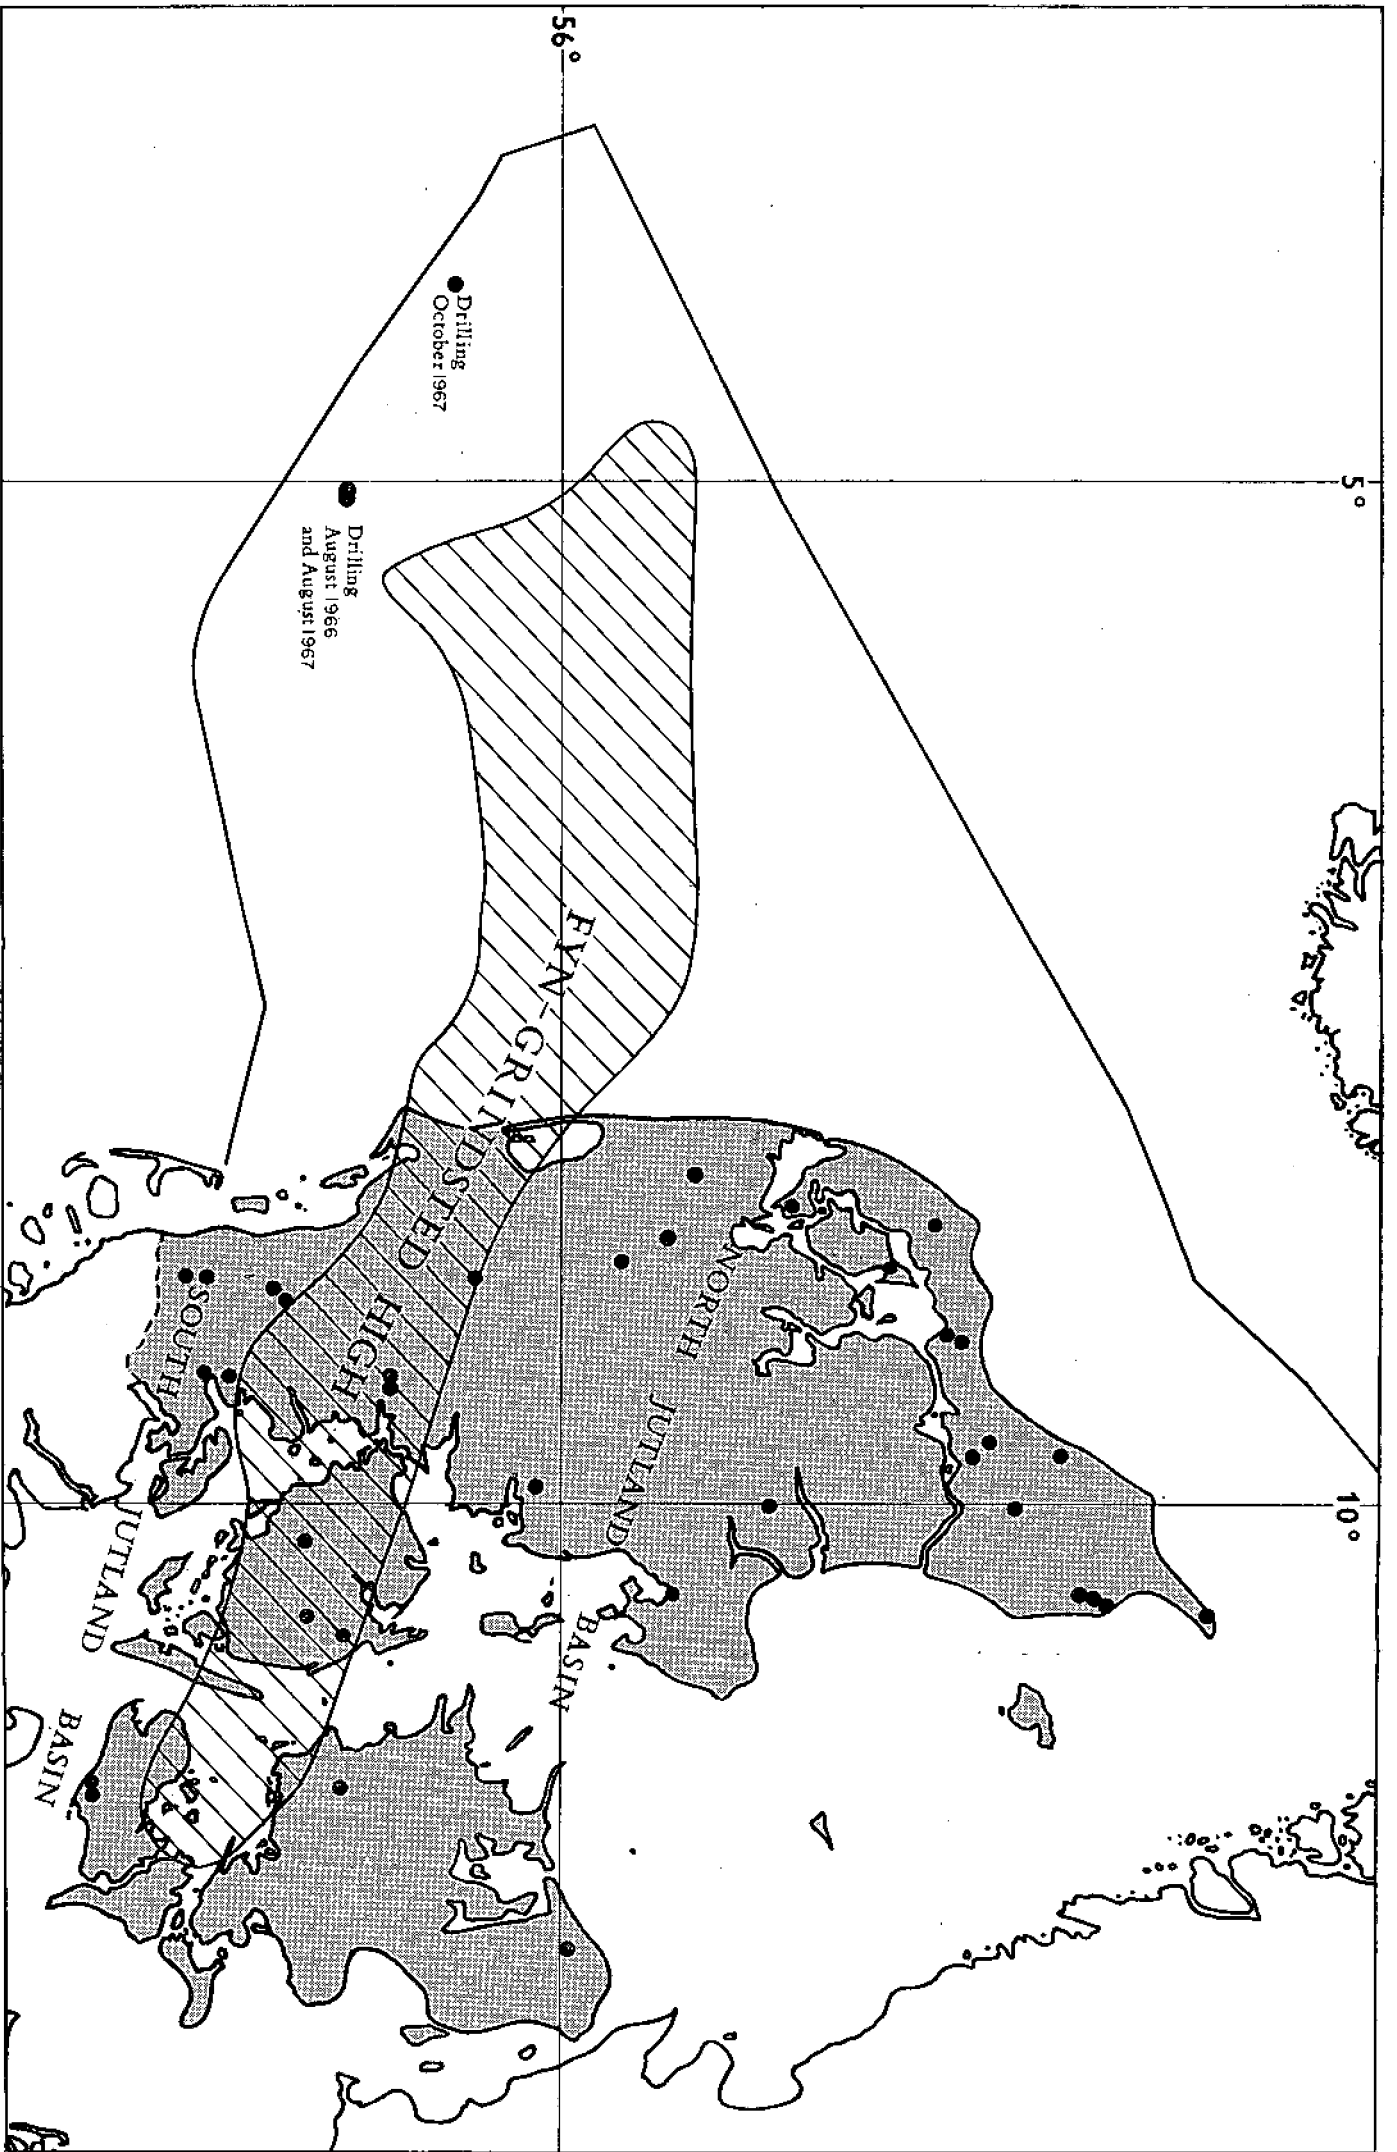 56°
5°
10°
Drilling
October 1967
Drilling
August 1966
and August 1967
FYN-GRINDSTED HIGH
NORTH JUTLAND BASIN
SOUTH JUTLAND BASIN